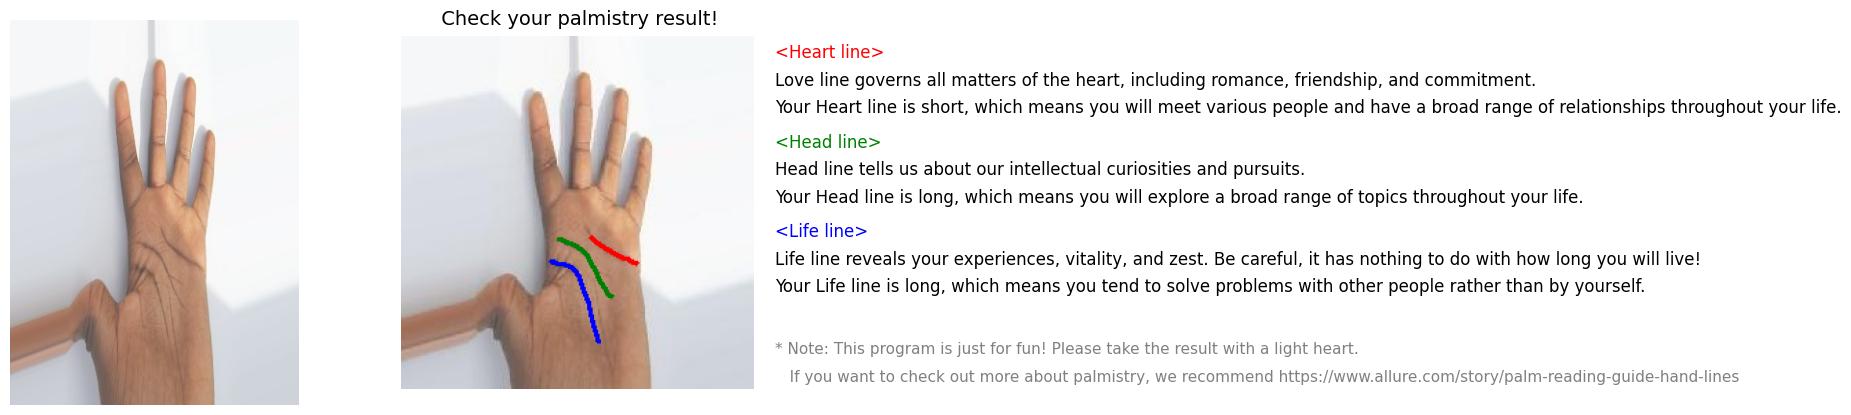 Check your palmistry result!
<Heart line>
Love line governs all matters of the heart, including romance, friendship, and commitment.
Your Heart line is short, which means you will meet various people and have a broad range of relationships throughout your life.
<Head line>
Head line tells us about our intellectual curiosities and pursuits.
Your Head line is long, which means you will explore a broad range of topics throughout your life.
<Life line>
Life line reveals your experiences, vitality, and zest. Be careful, it has nothing to do with how long you will live!
Your Life line is long, which means you tend to solve problems with other people rather than by yourself.
* Note: This program is just for fun! Please take the result with a light heart.
If you want to check out more about palmistry, we recommend https://www.allure.com/story/palm-reading-guide-hand-lines